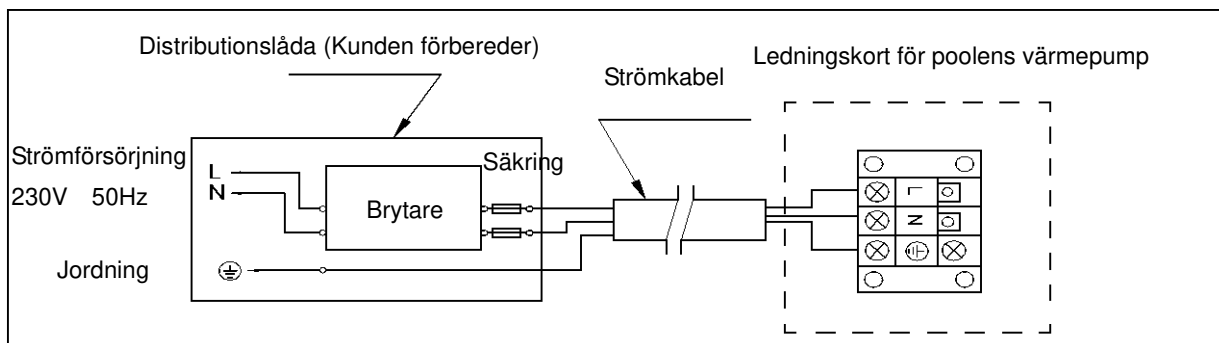 Distributionslåda (Kunden förbereder)
Ledningskort för poolens värmepump
Strömkabel
Strömförsörjning
230V 50Hz
L
N
Säkring
Brytare
Jordning
L
N